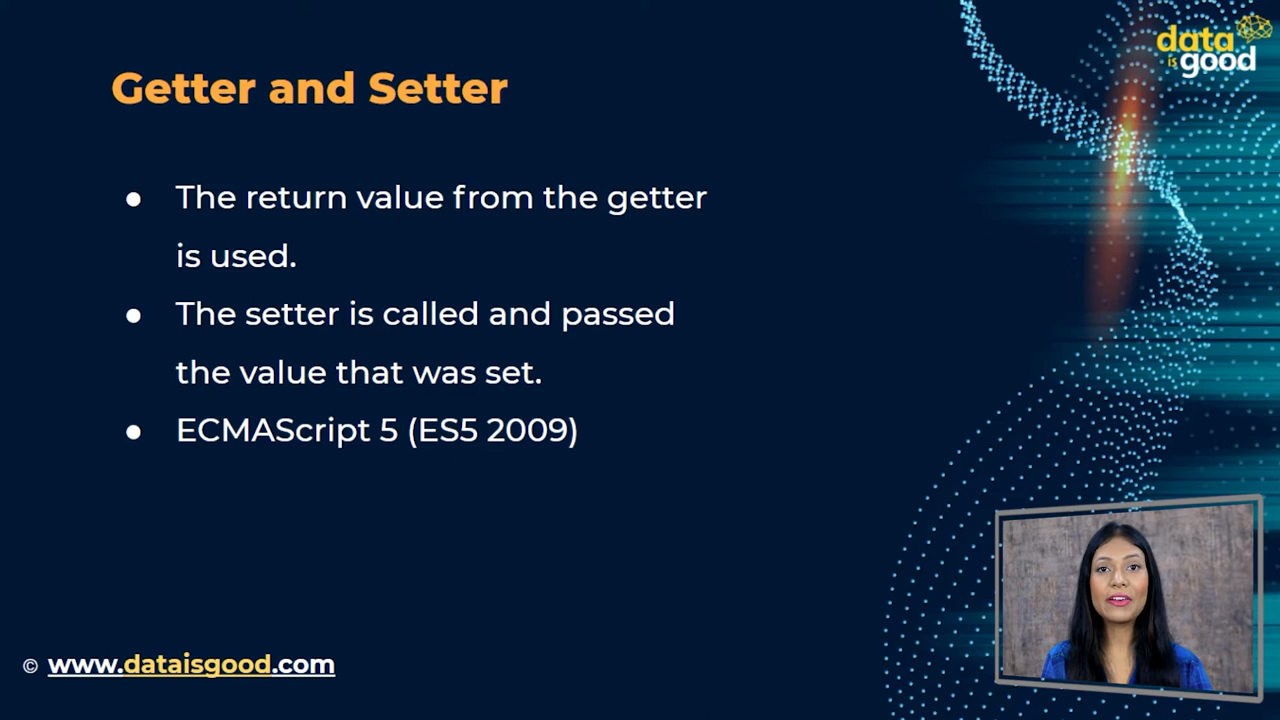 data
is good
Getter and Setter
● The return value from the getter
is used.
● The setter is called and passed
the value that was set.
● ECMAScript 5 (ES5 2009)
© www.dataisgood.com